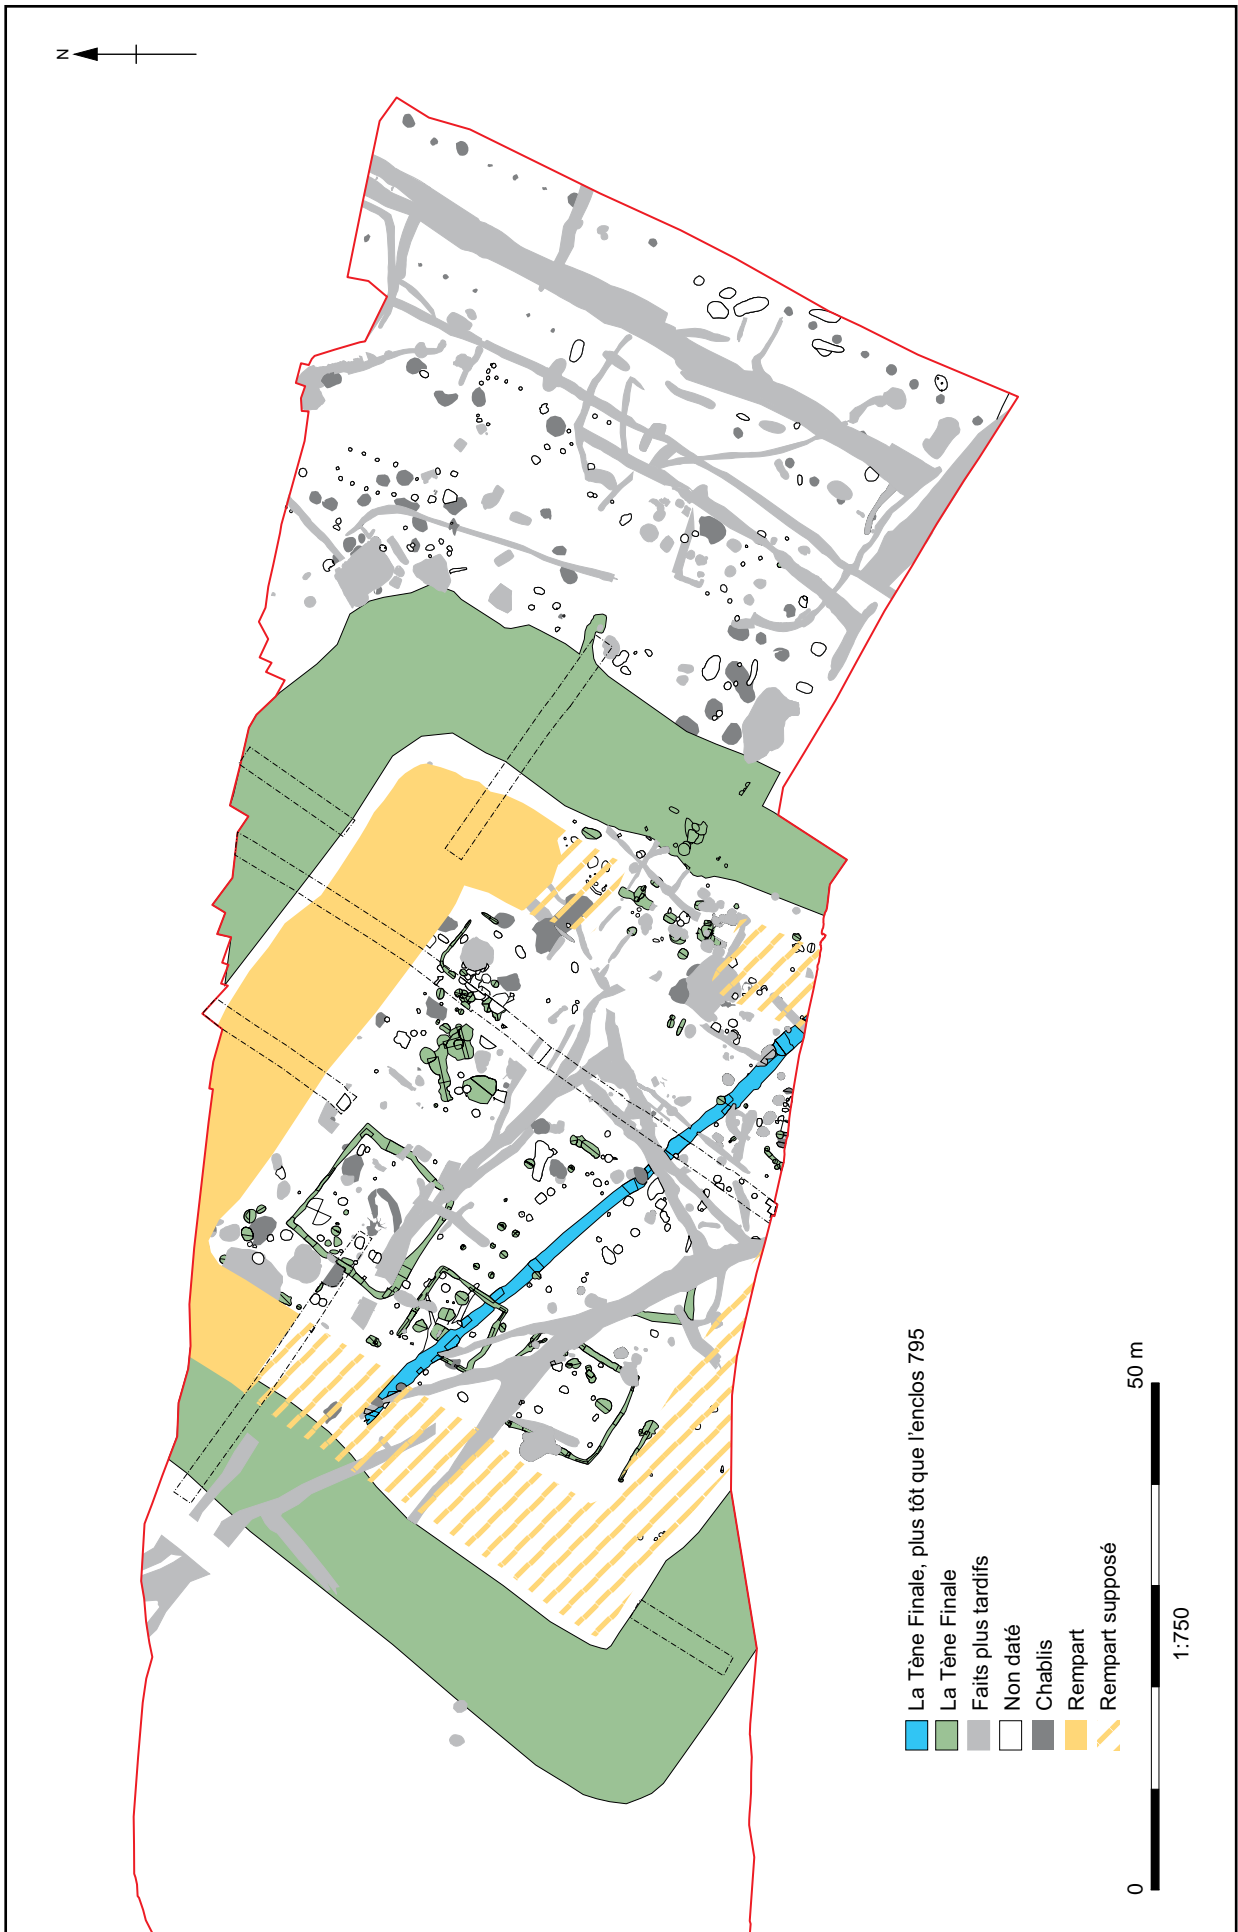 N
La Tène Finale, plus tôt que l'enclos 795
La Tène Finale
Faits plus tardifs
Non daté
Chablis
Rempart
Rempart supposé
0
50 m
1:750